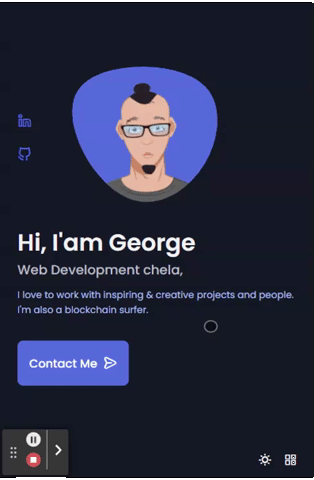 Hi, I'am George
Web Development chela,
I love to work with inspiring & creative projects and people.
I'm also a blockchain surfer.
Contact Me